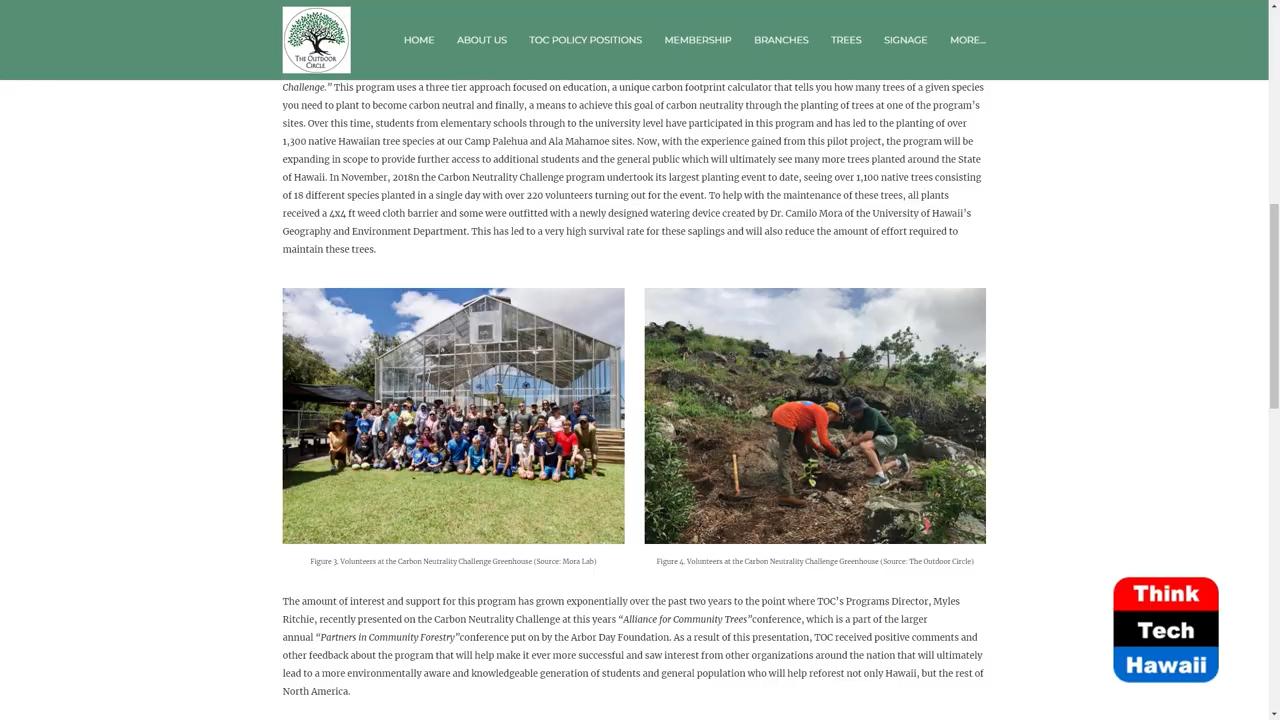 THE OUTDOOR
CIRCLE
HOME ABOUT US TOC POLICY POSITIONS MEMBERSHIP BRANCHES TREES SIGNAGE MORE...
Challenge." This program uses a three tier approach focused on education, a unique carbon footprint calculator that tells you how many trees of a given species
you need to plant to become carbon neutral and finally, a means to achieve this goal of carbon neutrality through the planting of trees at one of the program's
sites. Over this time, students from elementary schools through to the university level have participated in this program and has led to the planting of over
1,300 native Hawaiian tree species at our Camp Palehua and Ala Mahamoe sites. Now, with the experience gained from this pilot project, the program will be
expanding in scope to provide further access to additional students and the general public which will ultimately see many more trees planted around the State
of Hawaii. In November, 2018n the Carbon Neutrality Challenge program undertook its largest planting event to date, seeing over 1,100 native trees consisting
of 18 different species planted in a single day with over 220 volunteers turning out for the event. To help with the maintenance of these trees, all plants
received a 4x4 ft weed cloth barrier and some were outfitted with a newly designed watering device created by Dr. Camilo Mora of the University of Hawaii's
Geography and Environment Department. This has led to a very high survival rate for these saplings and will also reduce the amount of effort required to
maintain these trees.
Figure 3. Volunteers at the Carbon Neutrality Challenge Greenhouse (Source: Mora Lab)
Figure 4. Volunteers at the Carbon Neutrality Challenge Greenhouse (Source: The Outdoor Circle)
The amount of interest and support for this program has grown exponentially over the past two years to the point where TOC's Programs Director, Myles
Ritchie, recently presented on the Carbon Neutrality Challenge at this years "Alliance for Community Trees"conference, which is a part of the larger
annual "Partners in Community Forestry"conference put on by the Arbor Day Foundation. As a result of this presentation, TOC received positive comments and
other feedback about the program that will help make it ever more successful and saw interest from other organizations around the nation that will ultimately
lead to a more environmentally aware and knowledgeable generation of students and general population who will help reforest not only Hawaii, but the rest of
North America.
Think
Tech
Hawaii